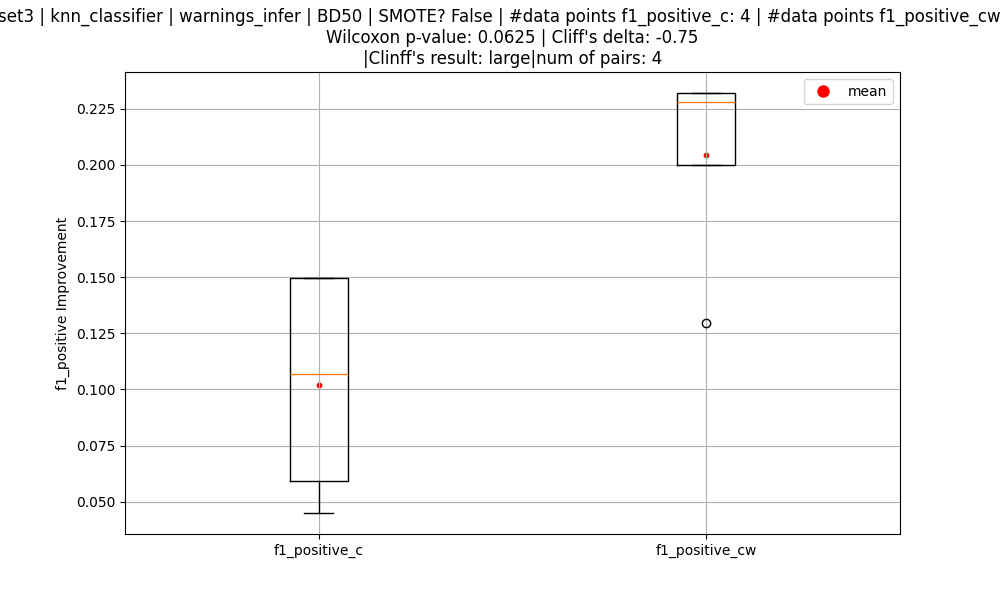 set3 | knn_classifier | warnings_infer | BD50 | SMOTE? False | #data points f1_positive_c: 4 | #data points f1_positive_cw
Wilcoxon p-value: 0.0625 | Cliff's delta: -0.75
|Clinff's result: large|num of pairs: 4
mean
0.225
0.200
0.175
0.150
0.125
0.100
0.075
0.050
f1_positive Improvement
f1_positive_c
f1_positive_cw